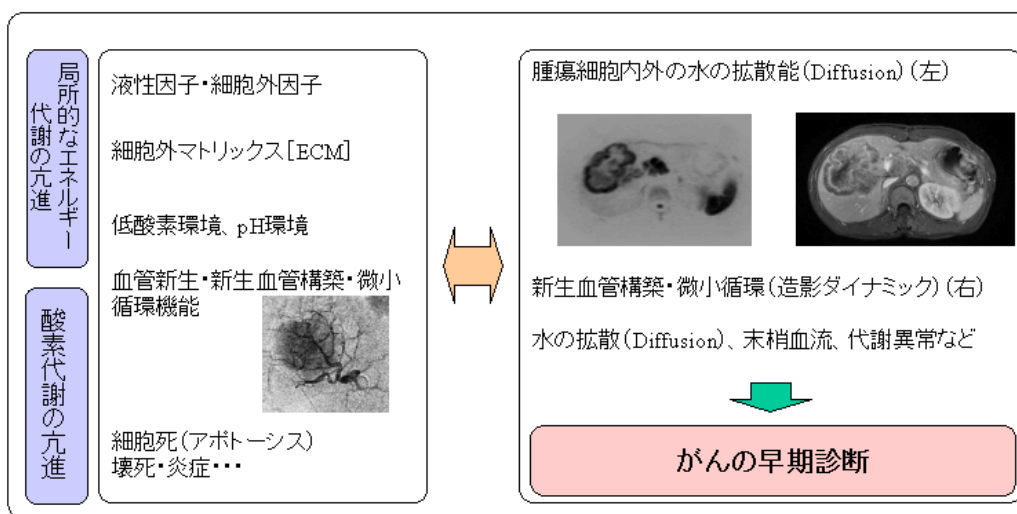 局所的なエネルギー
代謝の亢進
酸素代謝の亢進
液性因子・細胞外因子
細胞外マトリックス[ECM]
低酸素環境、pH環境
血管新生・新生血管構築・微小
循環機能
細胞死(アポトーシス)
壊死・炎症・・・
腫瘍細胞内外の水の拡散能(Diffusion)(左)
新生血管構築・微小循環(造影ダイナミック)(右)
水の拡散(Diffusion)、末梢血流、代謝異常など
がんの早期診断